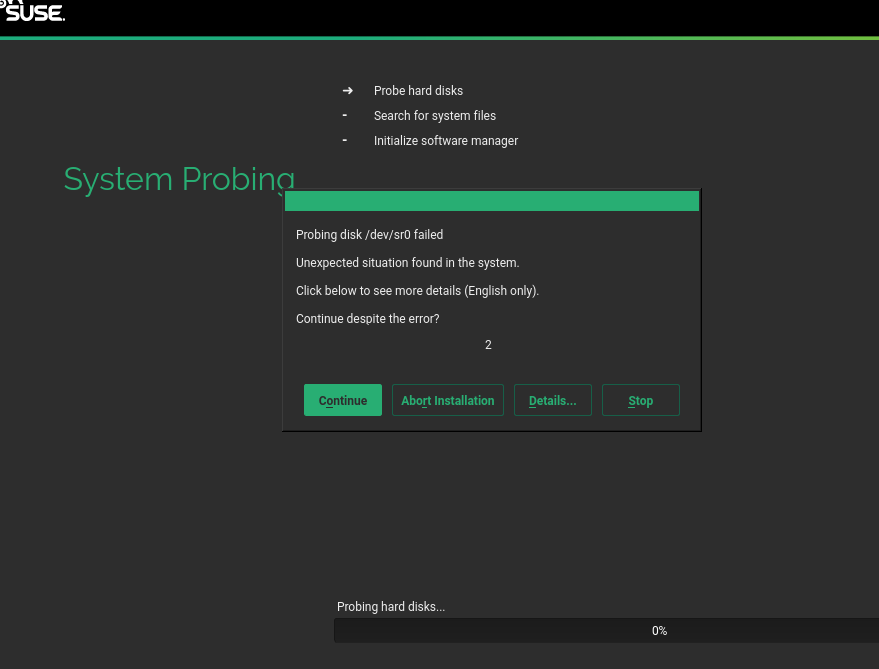 SUSE.
➔ Probe hard disks
- Search for system files
- Initialize software manager
System Probing
Probing disk /dev/sr0 failed
Unexpected situation found in the system.
Click below to see more details (English only).
Continue despite the error?
2
Continue Abort Installation Details... Stop
Probing hard disks...
0%